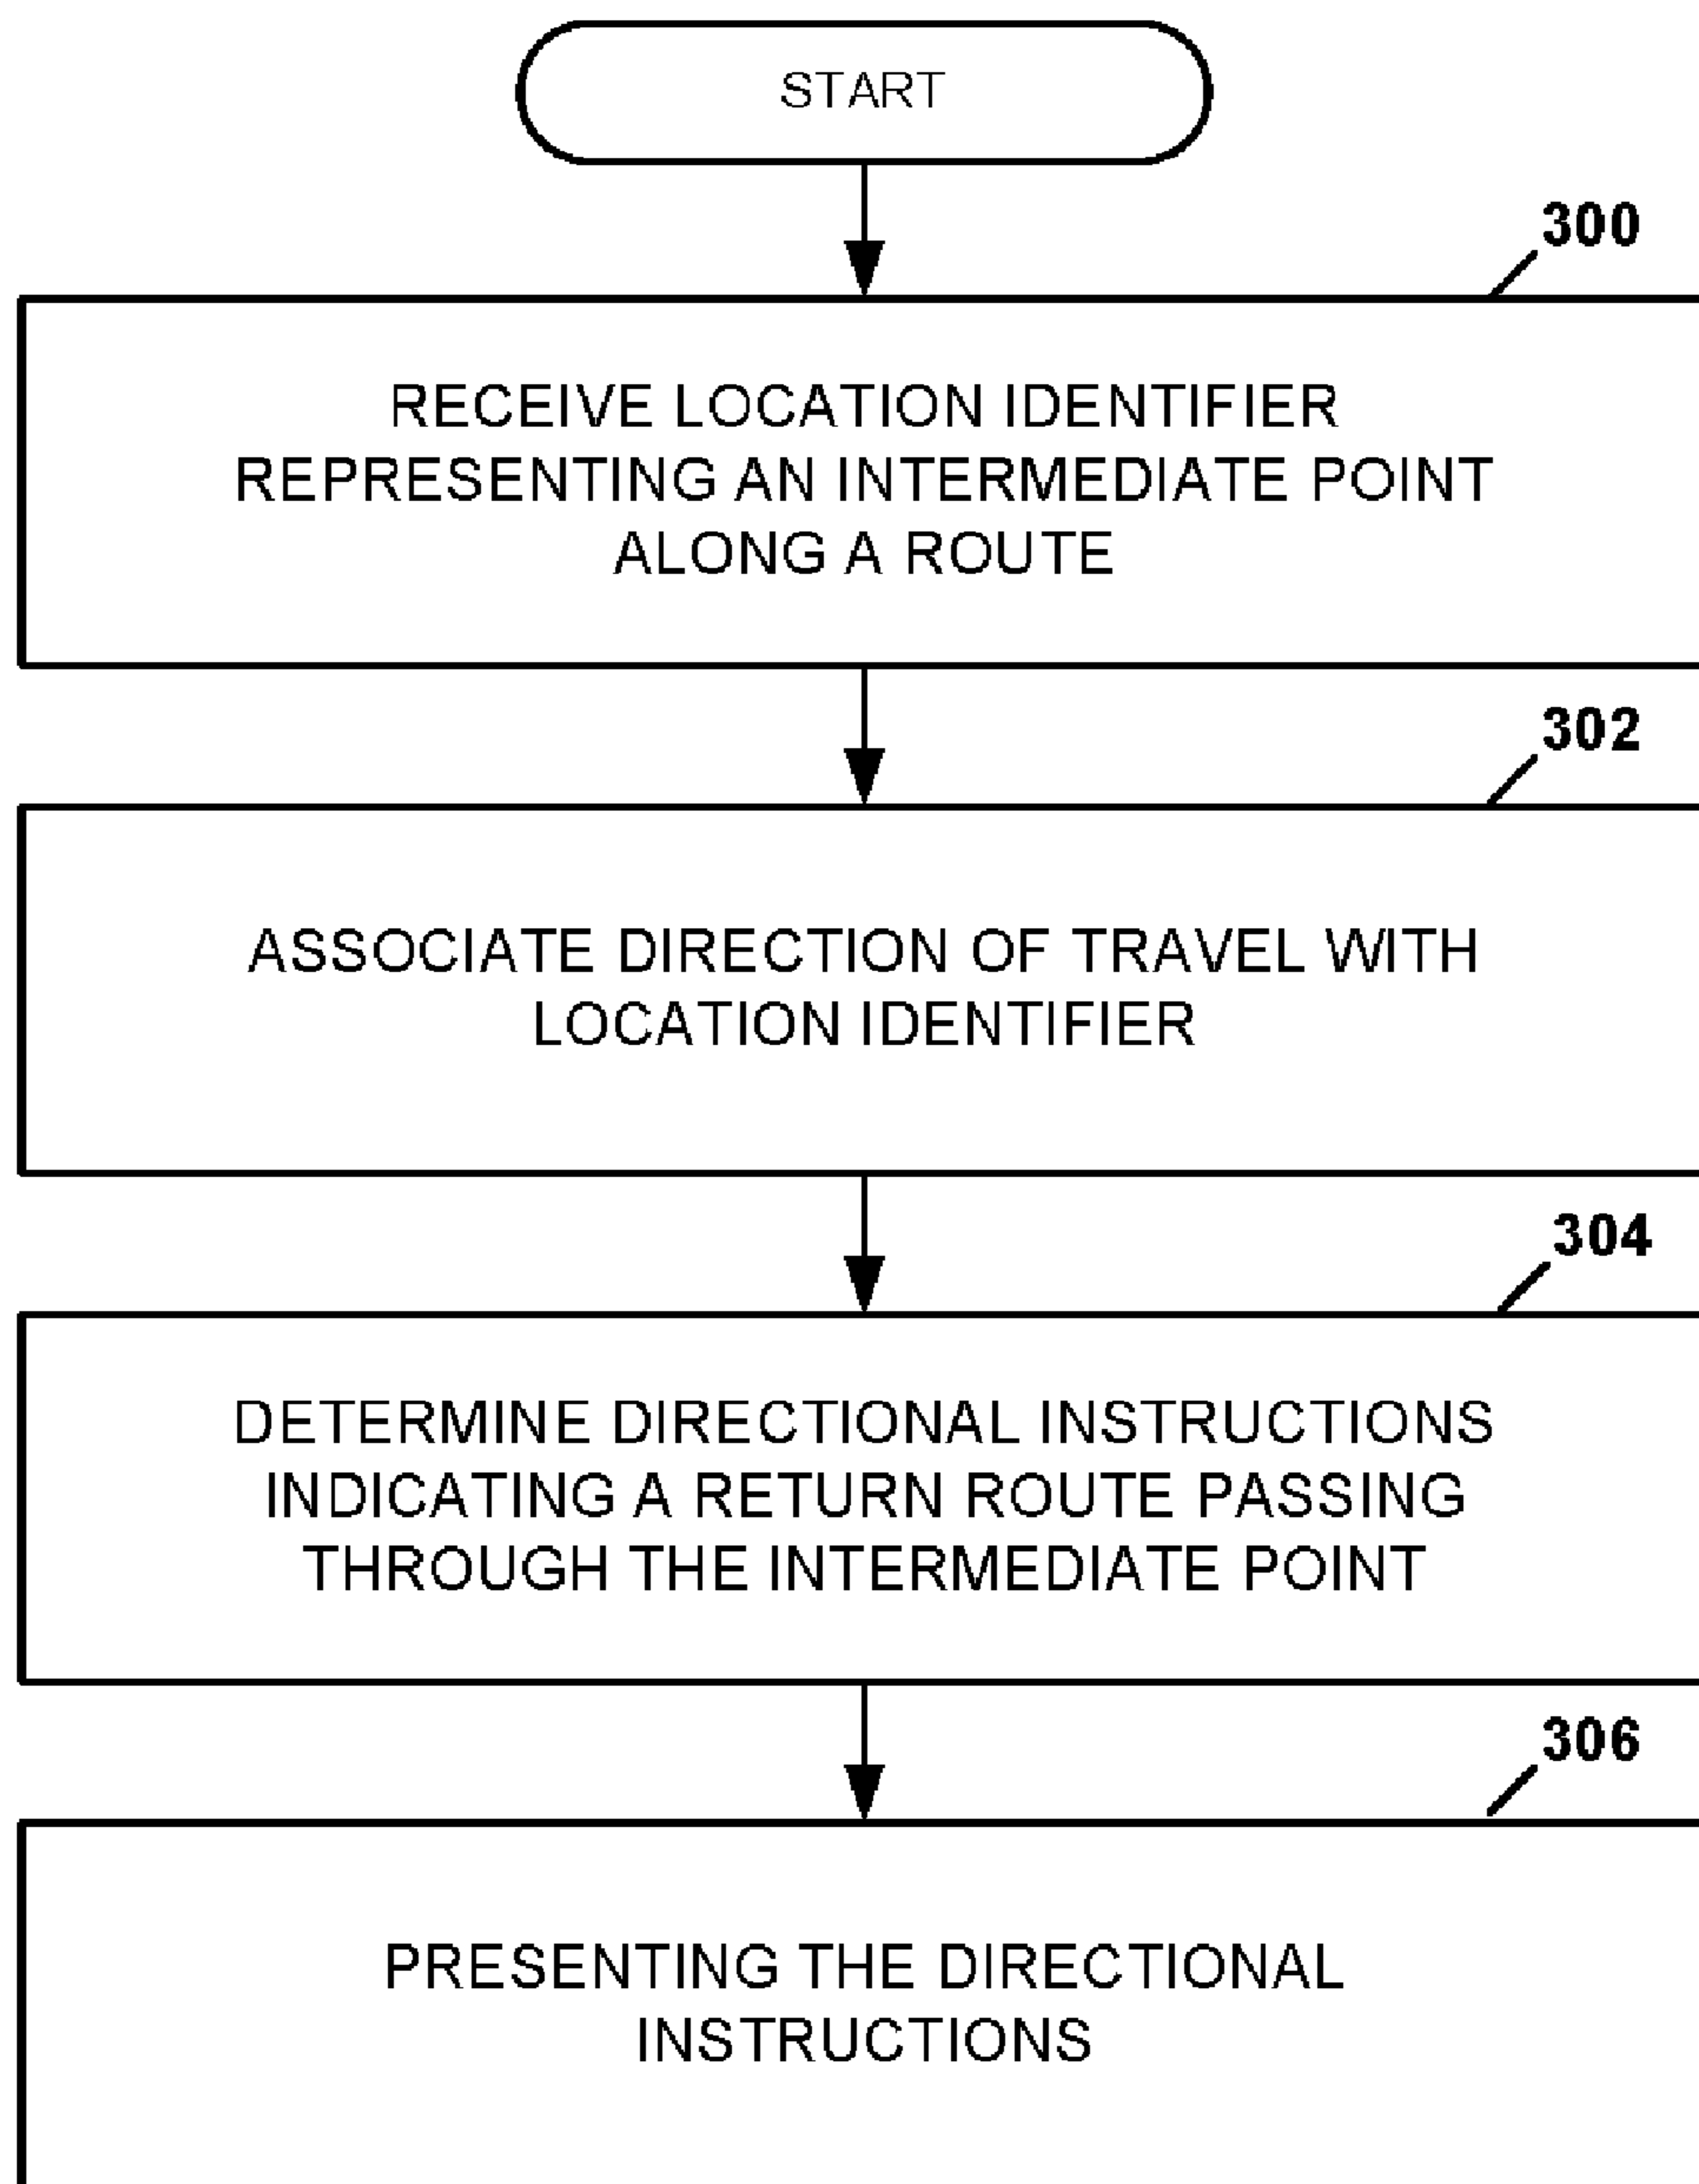 START
300
RECEIVE LOCATION IDENTIFIER
REPRESENTING AN INTERMEDIATE POINT
ALONG A ROUTE
302
ASSOCIATE DIRECTION OF TRAVEL WITH
LOCATION IDENTIFIER
304
DETERMINE DIRECTIONAL INSTRUCTIONS
INDICATING A RETURN ROUTE PASSING
THROUGH THE INTERMEDIATE POINT
306
PRESENTING THE DIRECTIONAL
INSTRUCTIONS